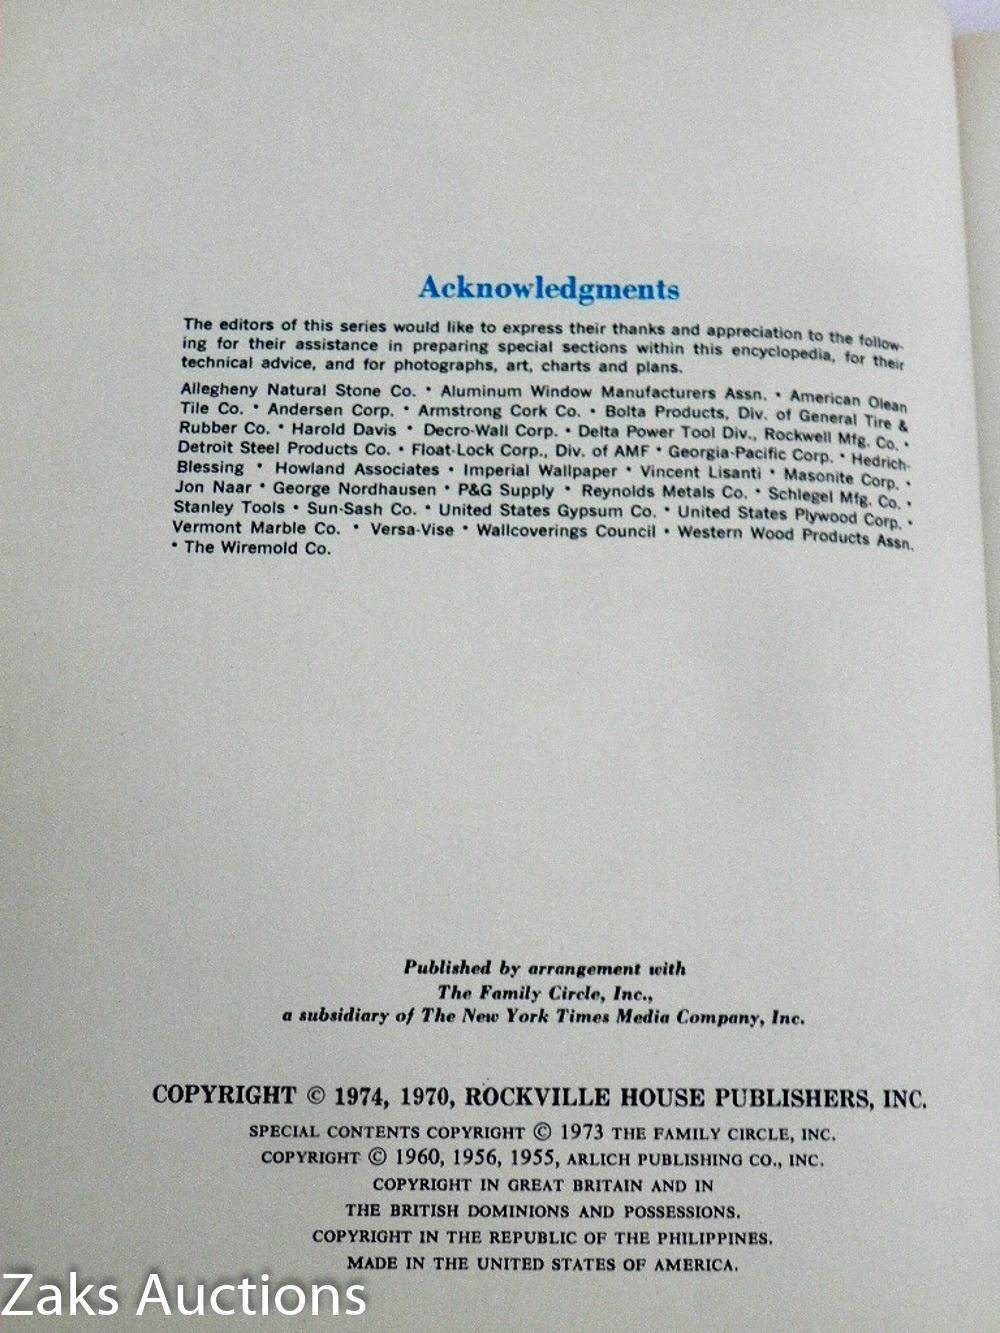 Acknowledgments
The editors of this series would like to express their thanks and appreciation to the follow-
ing for their assistance in preparing special sections within this encyclopedia, for their
technical advice, and for photographs, art, charts and plans.
Allegheny Natural Stone Co. • Aluminum Window Manufacturers Assn. • American Olean
Tile Co. • Andersen Corp. • Armstrong Cork Co. • Bolta Products, Div. of General Tire &
Rubber Co. • Harold Davis • Decro-Wall Corp. • Delta Power Tool Div., Rockwell Mfg. Co. •
Detroit Steel Products Co. • Float-Lock Corp., Div. of AMF • Georgia-Pacific Corp. • Hedrich-
Blessing • Howland Associates • Imperial Wallpaper • Vincent Lisanti • Masonite Corp. •
Jon Naar • George Nordhausen • P&G Supply • Reynolds Metals Co. • Schlegel Mfg. Co. •
Stanley Tools • Sun-Sash Co. • United States Gypsum Co. • United States Plywood Corp. •
Vermont Marble Co. • Versa-Vise • Wallcoverings Council • Western Wood Products Assn.
• The Wiremold Co.
Published by arrangement with
The Family Circle, Inc.,
a subsidiary of The New York Times Media Company, Inc.
COPYRIGHT © 1974, 1970, ROCKVILLE HOUSE PUBLISHERS, INC.
SPECIAL CONTENTS COPYRIGHT © 1973 THE FAMILY CIRCLE, INC.
COPYRIGHT © 1960, 1956, 1955, ARLICH PUBLISHING CO., INC.
COPYRIGHT IN GREAT BRITAIN AND IN
THE BRITISH DOMINIONS AND POSSESSIONS.
COPYRIGHT IN THE REPUBLIC OF THE PHILIPPINES.
MADE IN THE UNITED STATES OF AMERICA.
Zaks Auctions